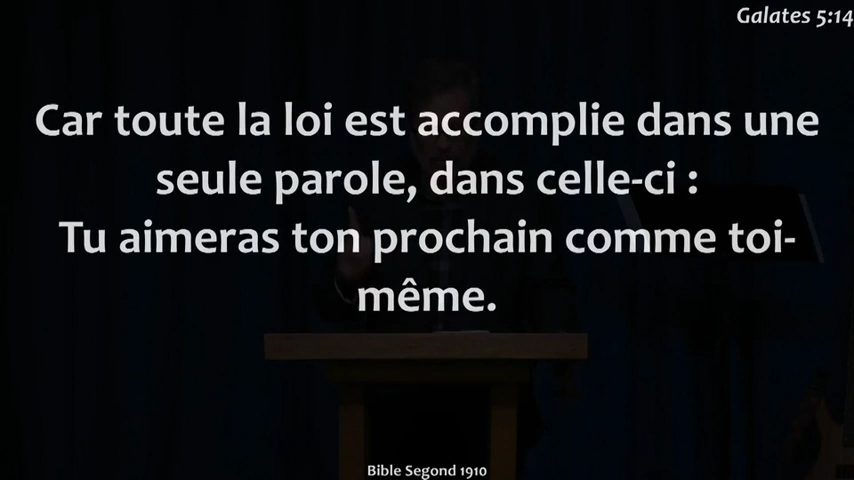 Galates 5:14
Car toute la loi est accomplie dans une
seule parole, dans celle-ci :
Tu aimeras ton prochain comme toi-
même.
Bible Segond 1910